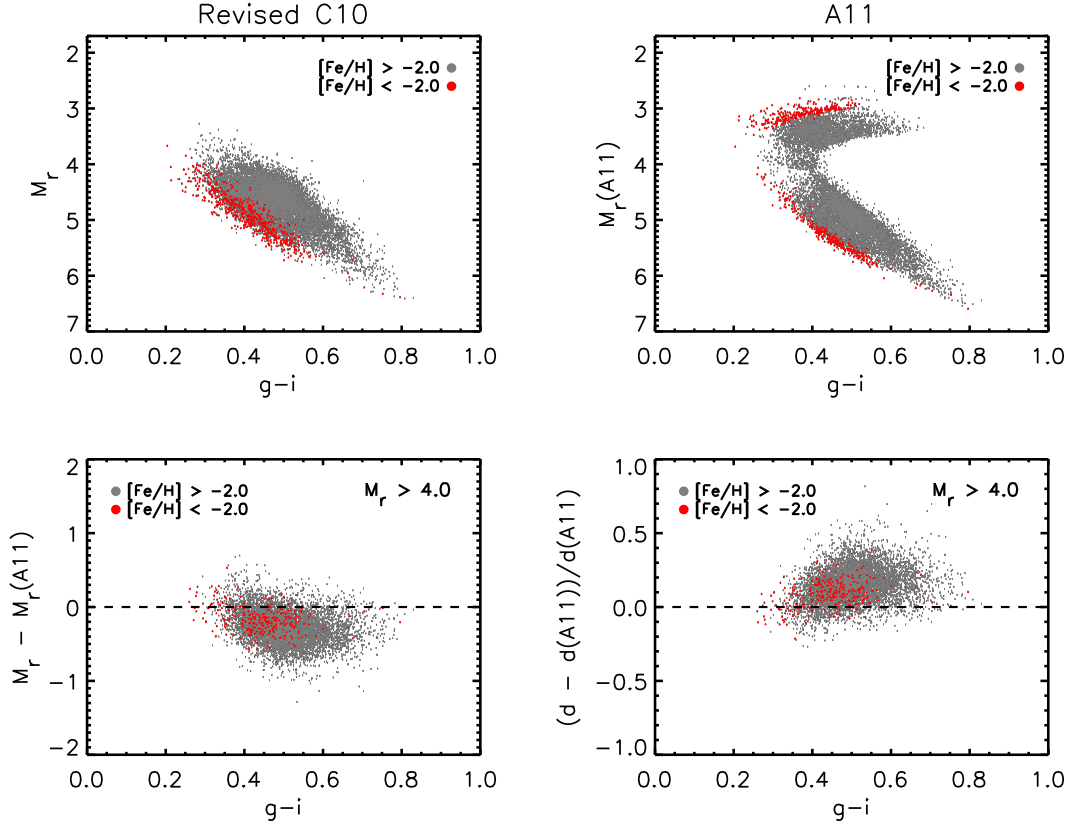 Revised C10
A11
[Fe/H] > -2.0
[Fe/H] < -2.0
2
3
4
5
6
7
M_r
0.0 0.2 0.4 0.6 0.8 1.0
g-i
[Fe/H] > -2.0
[Fe/H] < -2.0
2
3
4
5
6
7
M_r(A11)
0.0 0.2 0.4 0.6 0.8 1.0
g-i
[Fe/H] > -2.0
[Fe/H] < -2.0
M_r > 4.0
2
1
0
-1
-2
M_r - M_r(A11)
0.0 0.2 0.4 0.6 0.8 1.0
g-i
[Fe/H] > -2.0
[Fe/H] < -2.0
M_r > 4.0
1.0
0.5
0.0
-0.5
-1.0
(d - d(A11))/d(A11)
0.0 0.2 0.4 0.6 0.8 1.0
g-i